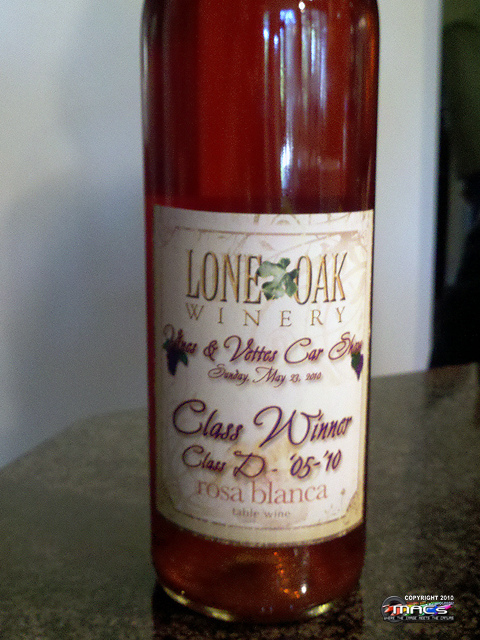 LONE OAK
WINERY
Vines & Vettes Car Show
Sunday, May 23, 2010
Class Winner
Class D - '05-'10
rosa blanca
table wine
COPYRIGHT 2010
MACS